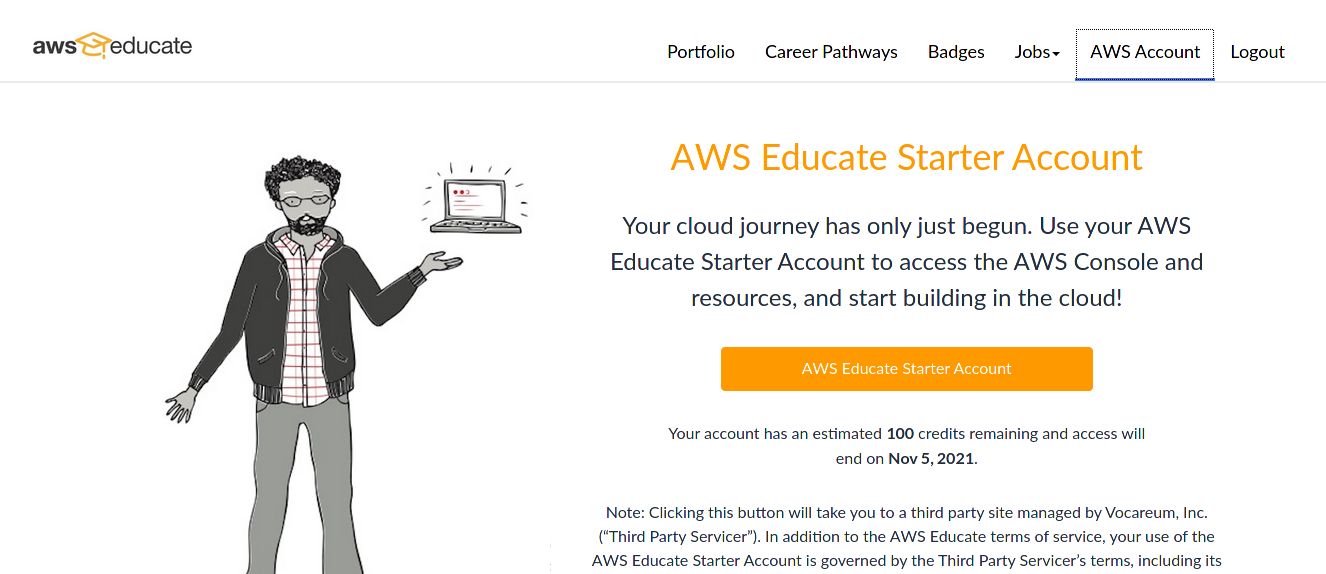 aws educate
Portfolio Career Pathways Badges Jobs AWS Account Logout
AWS Educate Starter Account
Your cloud journey has only just begun. Use your AWS
Educate Starter Account to access the AWS Console and
resources, and start building in the cloud!
AWS Educate Starter Account
Your account has an estimated 100 credits remaining and access will
end on Nov 5, 2021.
Note: Clicking this button will take you to a third party site managed by Vocareum, Inc.
(“Third Party Servicer”). In addition to the AWS Educate terms of service, your use of the
AWS Educate Starter Account is governed by the Third Party Servicer’s terms, including its